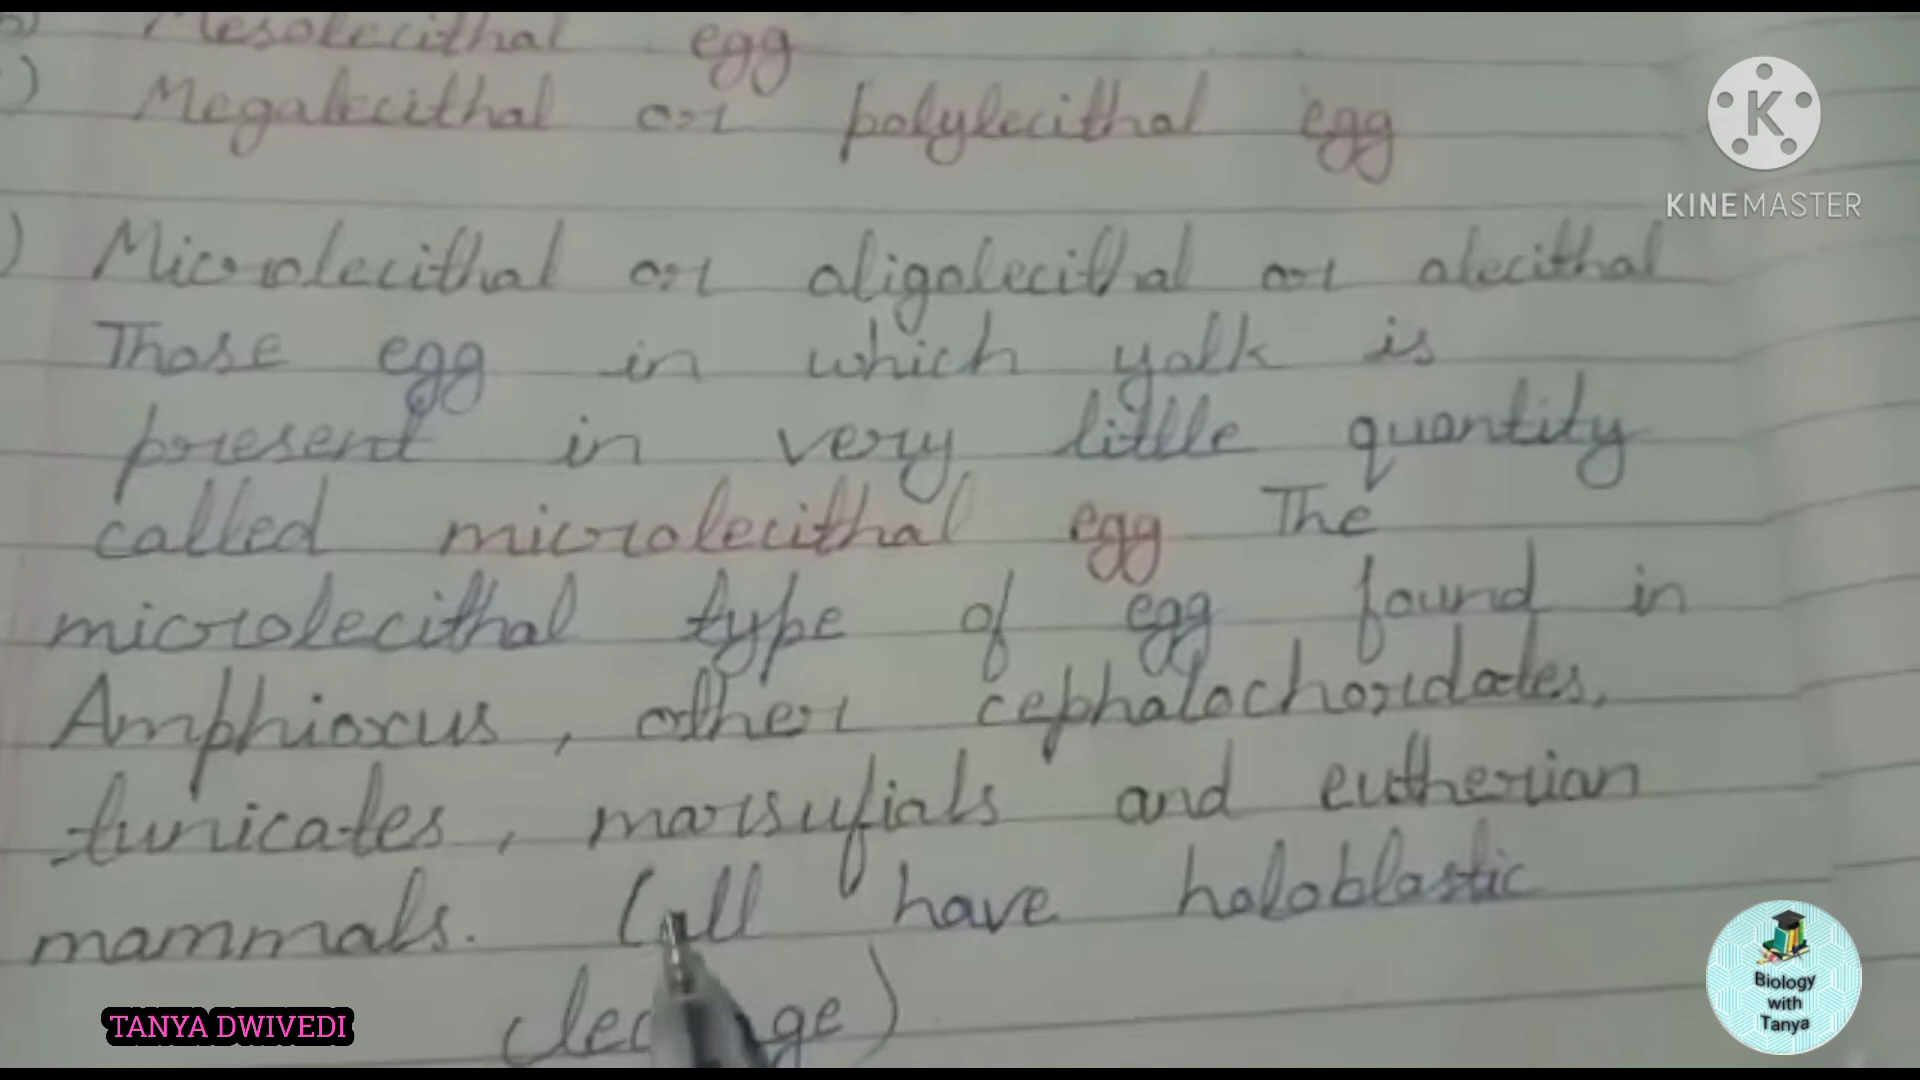 Mesolecithal egg
Megalecithal or polylecithal egg
) Microlecithal or oligolecithal or alecithal
Those egg in which yolk is
present in very little quantity
called microlecithal egg The
microlecithal type of egg found in
Amphioxus, other cephalochordates,
tunicates, marsupials and eutherian
mammals. (all have holoblastic
KINEMASTER
TANYA DWIVEDI
Biology
with
Tanya